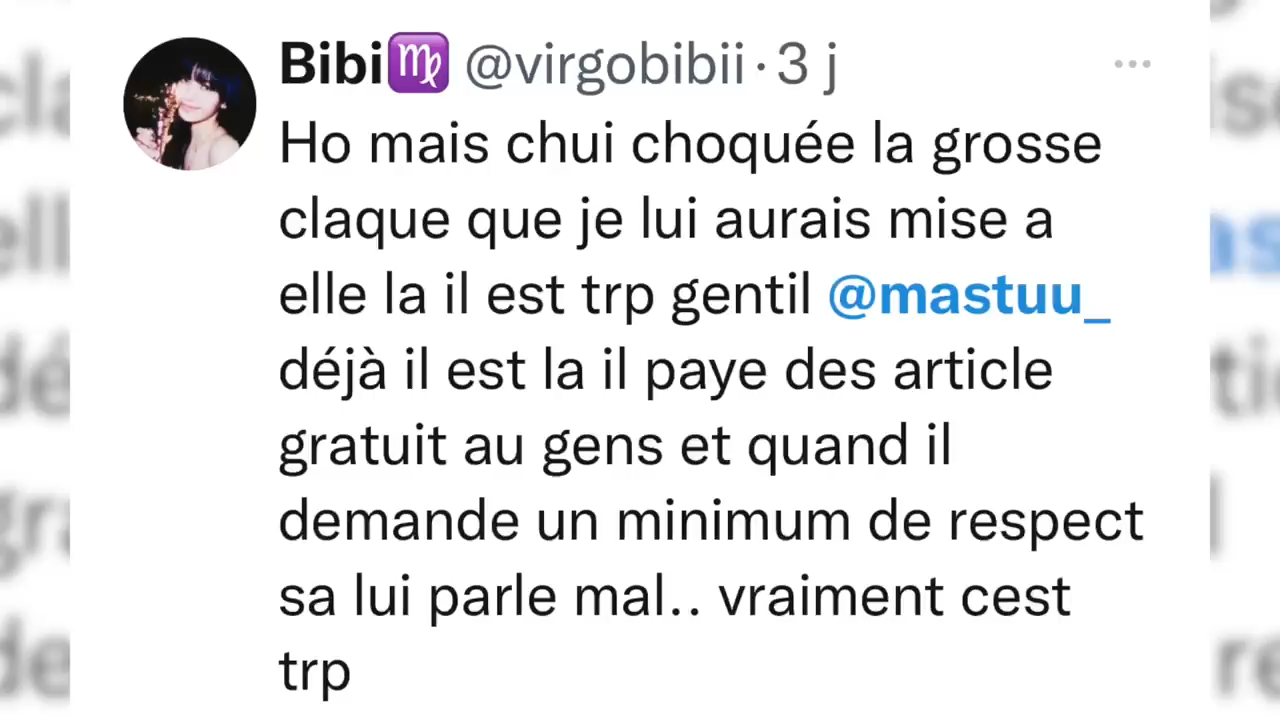 Bibi♍ @virgobibii · 3 j
Ho mais chui choquée la grosse
claque que je lui aurais mise a
elle la il est trp gentil @mastuu_
déjà il est la il paye des article
gratuit au gens et quand il
demande un minimum de respect
sa lui parle mal.. vraiment cest
trp